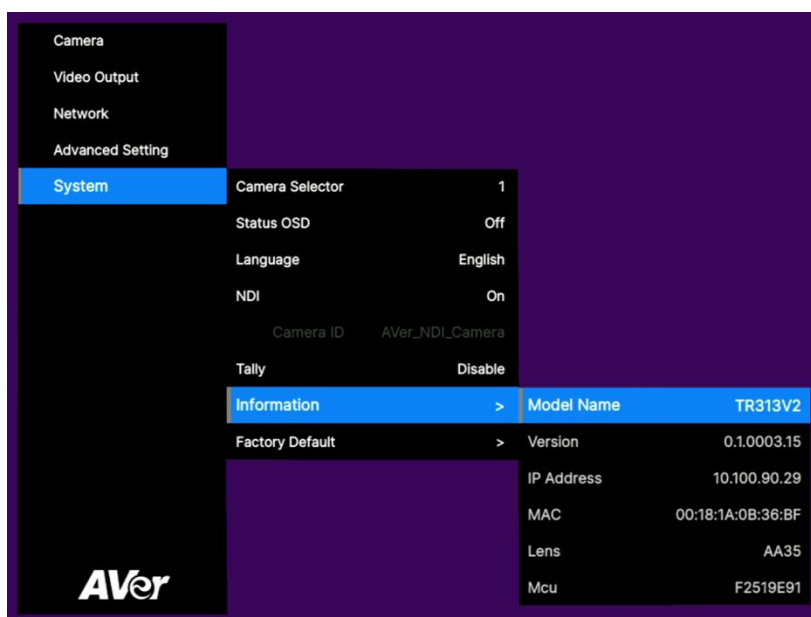 Camera
Video Output
Network
Advanced Setting
System
Camera Selector 1
Status OSD Off
Language English
NDI On
Camera ID AVer_NDI_Camera
Tally Disable
Information >
Factory Default >
Model Name TR313V2
Version 0.1.0003.15
IP Address 10.100.90.29
MAC 00:18:1A:0B:36:BF
Lens AA35
Mcu F2519E91
AVer